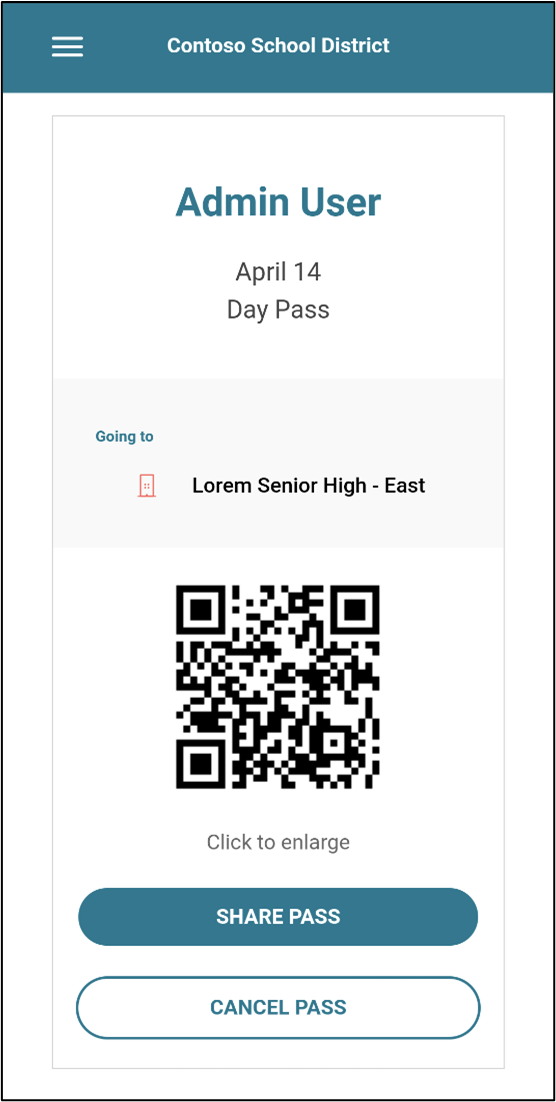 Contoso School District
Admin User
April 14
Day Pass
Going to
Lorem Senior High - East
Click to enlarge
SHARE PASS
CANCEL PASS